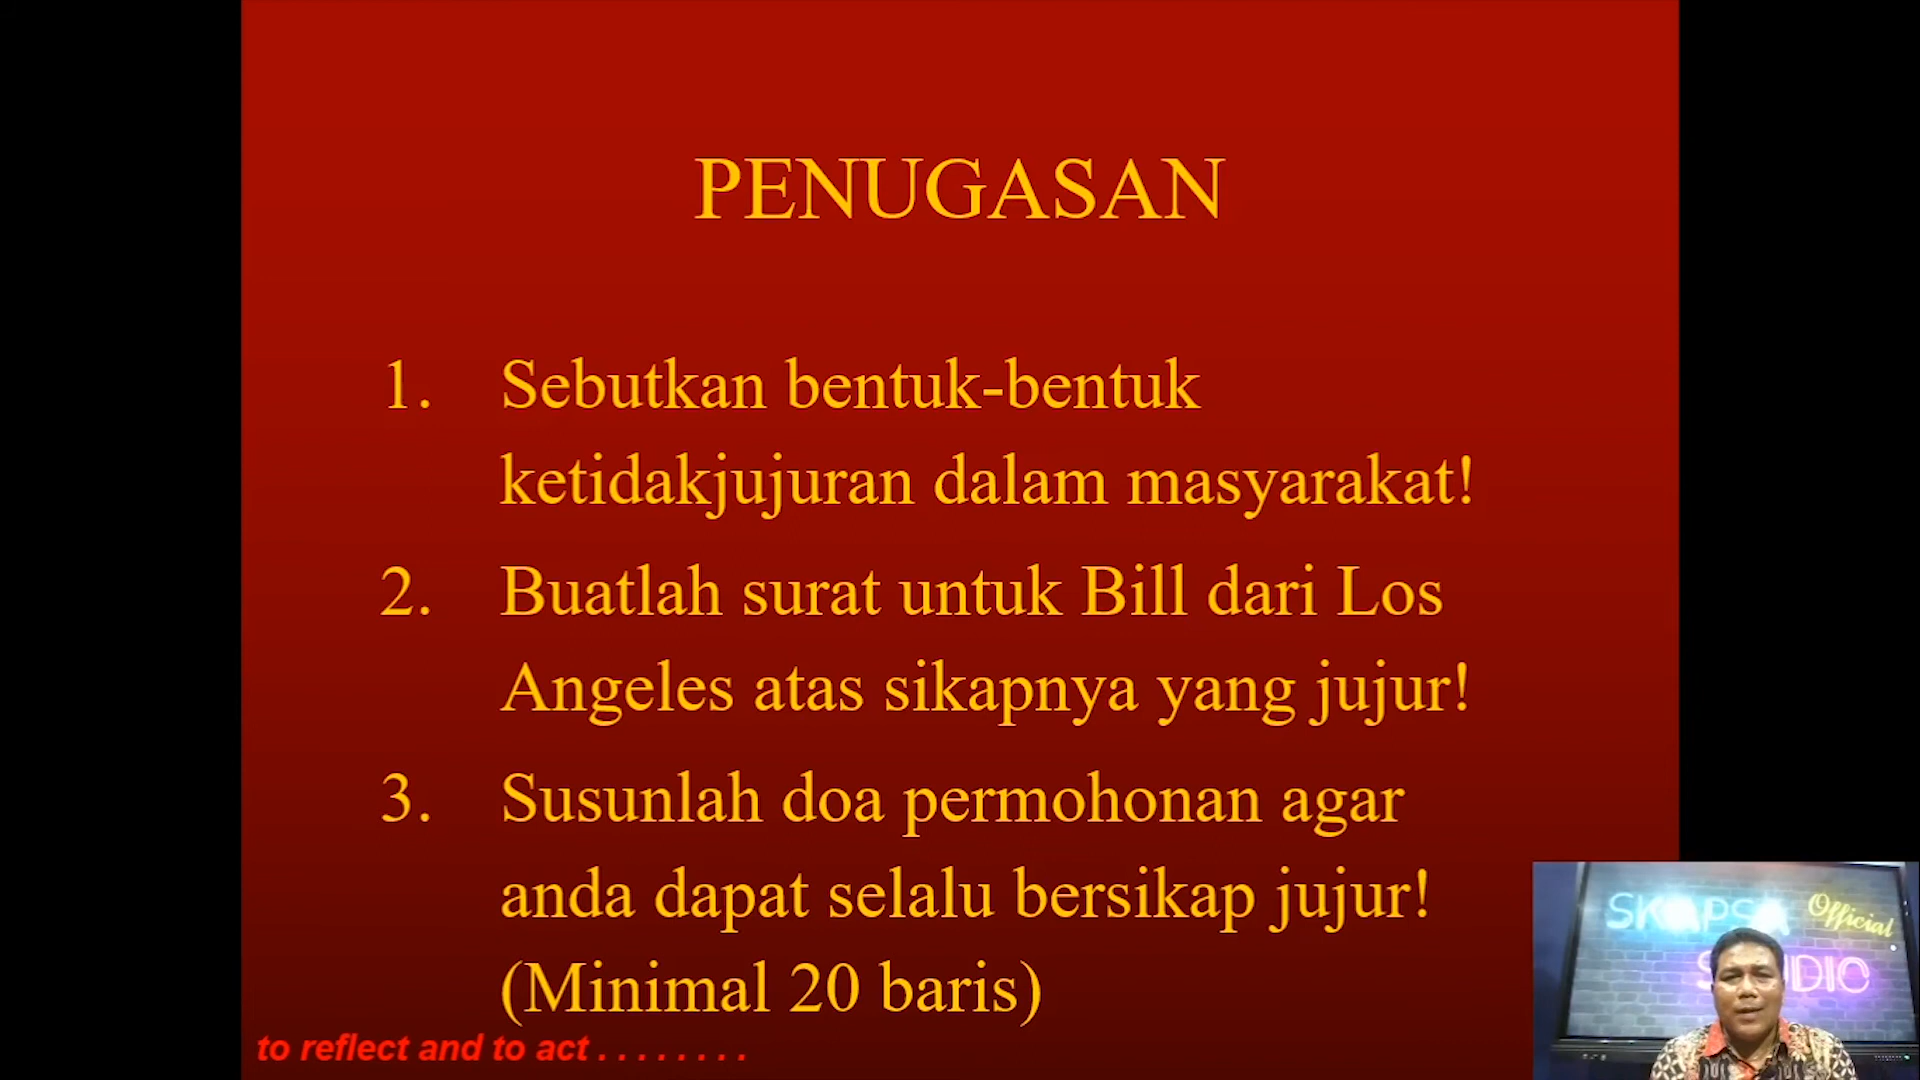 PENUGASAN
1. Sebutkan bentuk-bentuk
ketidakjujuran dalam masyarakat!
2. Buatlah surat untuk Bill dari Los
Angeles atas sikapnya yang jujur!
3. Susunlah doa permohonan agar
anda dapat selalu bersikap jujur!
(Minimal 20 baris)
to reflect and to act . . . . . . . .
Official